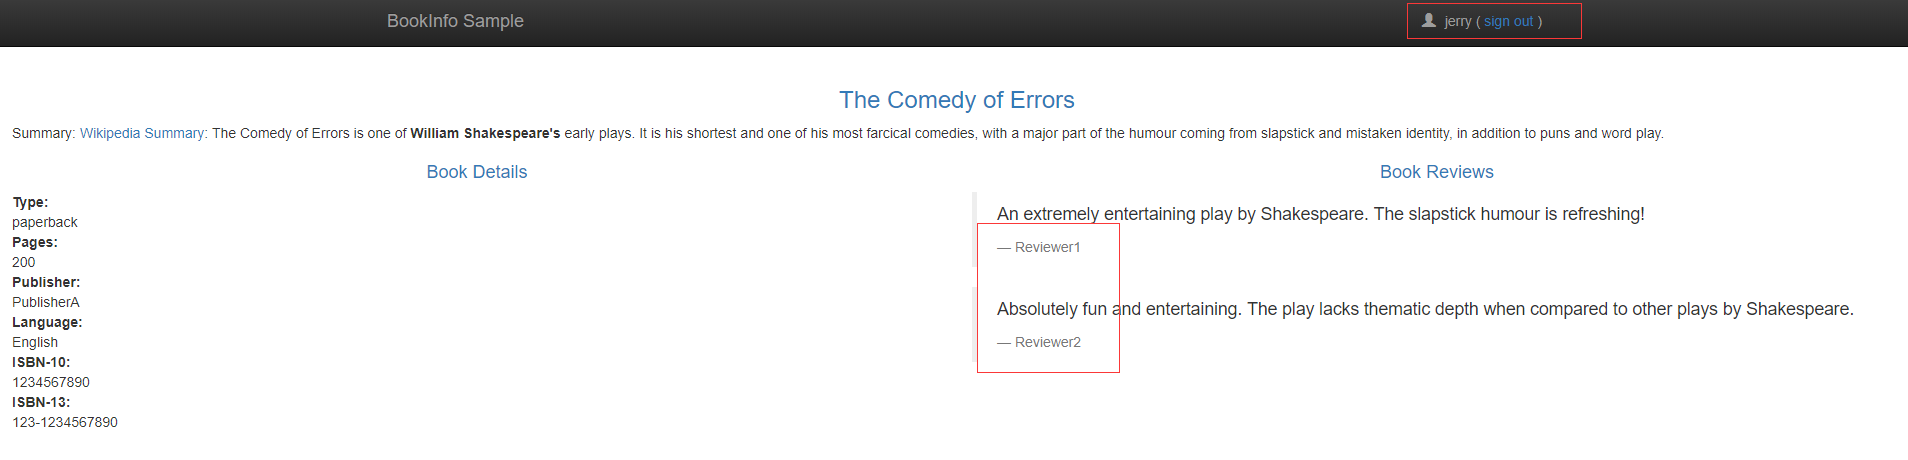 BookInfo Sample
jerry ( sign out )
The Comedy of Errors
Summary: Wikipedia Summary: The Comedy of Errors is one of William Shakespeare's early plays. It is his shortest and one of his most farcical comedies, with a major part of the humour coming from slapstick and mistaken identity, in addition to puns and word play.
Book Details
Type:
paperback
Pages:
200
Publisher:
PublisherA
Language:
English
ISBN-10:
1234567890
ISBN-13:
123-1234567890
Book Reviews
An extremely entertaining play by Shakespeare. The slapstick humour is refreshing!
— Reviewer1
Absolutely fun and entertaining. The play lacks thematic depth when compared to other plays by Shakespeare.
— Reviewer2